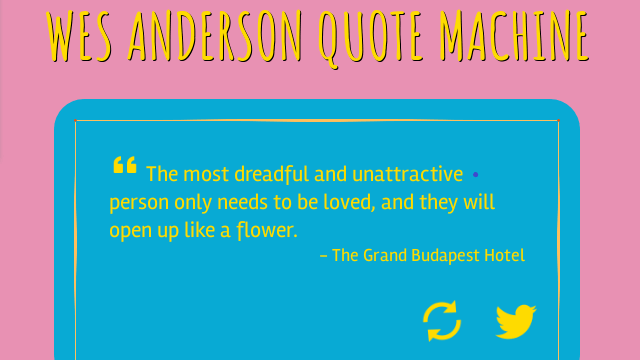 WES ANDERSON QUOTE MACHINE
“ The most dreadful and unattractive
person only needs to be loved, and they will
open up like a flower.
- The Grand Budapest Hotel